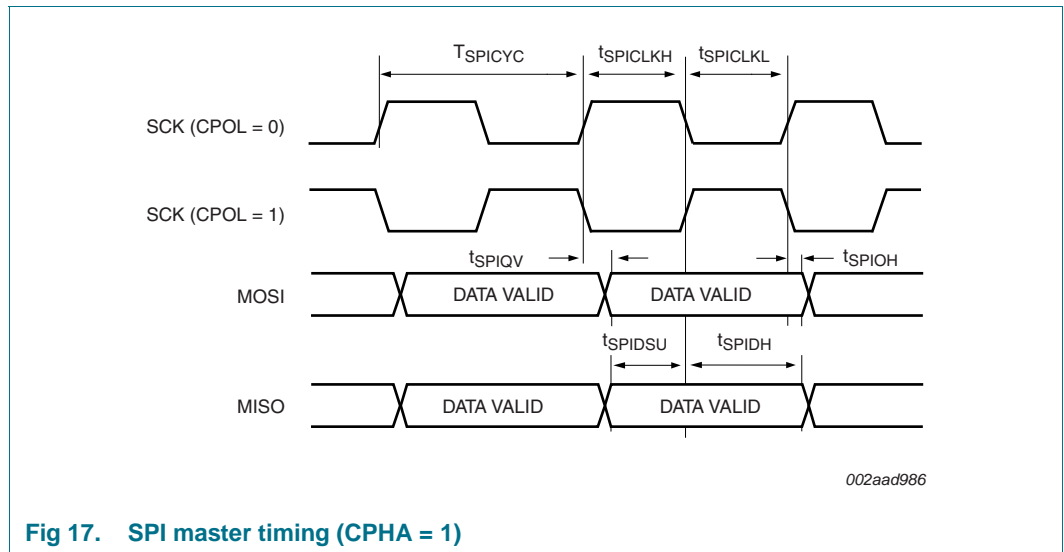 TSPICYC tSPICLKH tSPICLKL
SCK (CPOL = 0)
SCK (CPOL = 1)
tSPIQV tSPIOH
MOSI DATA VALID DATA VALID
tSPIDSU tSPIDH
MISO DATA VALID DATA VALID
002aad986
Fig 17. SPI master timing (CPHA = 1)